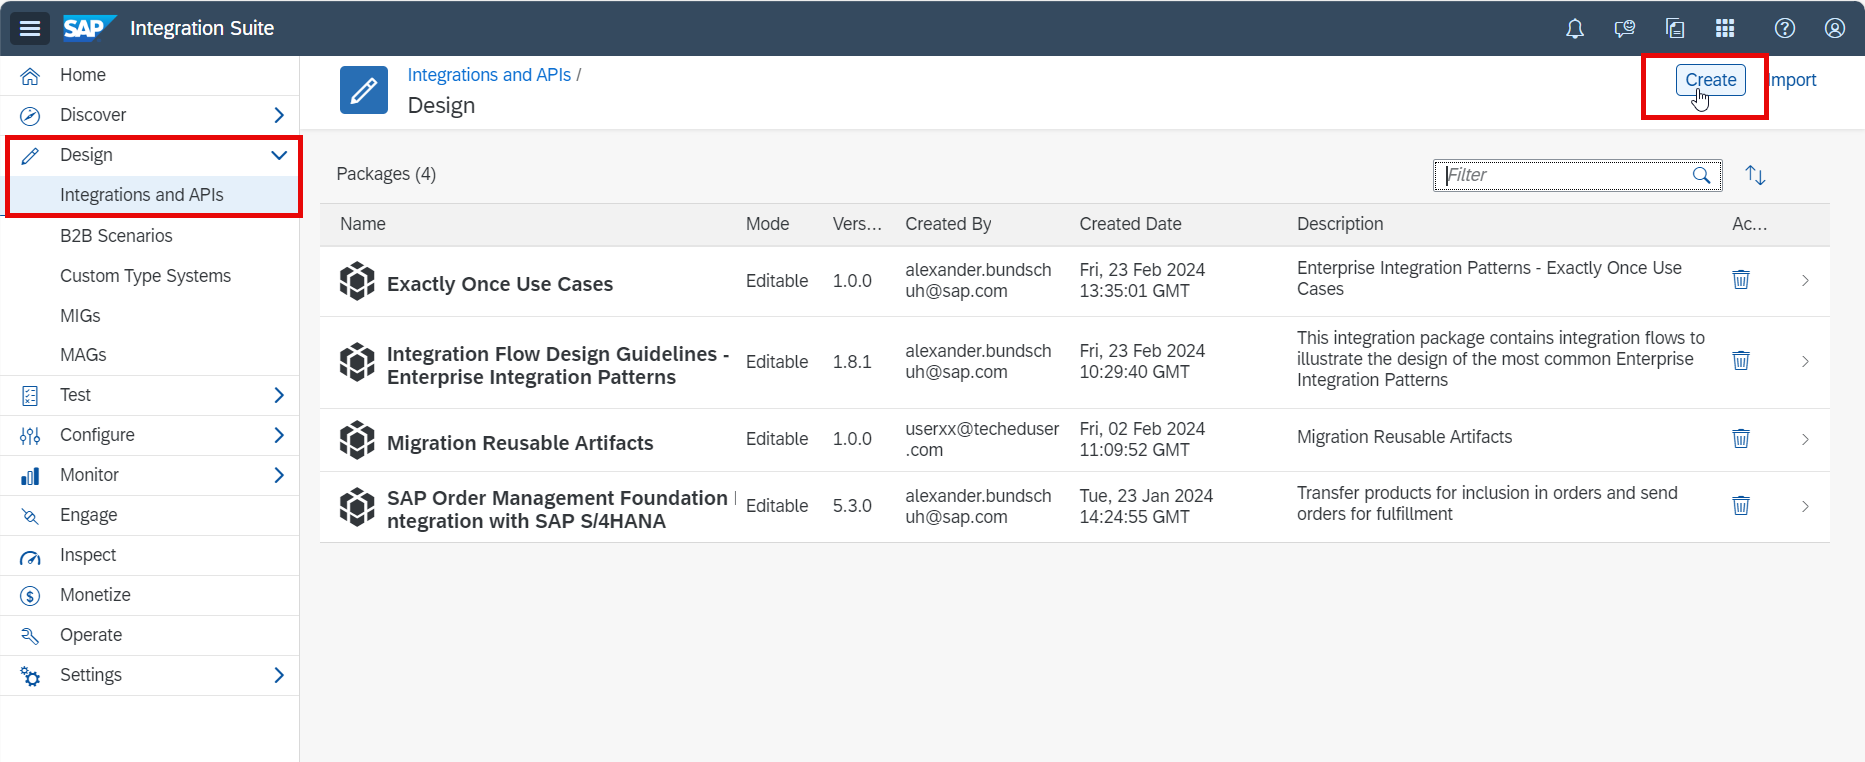 SAP Integration Suite
Home
Discover
Design
Integrations and APIs
B2B Scenarios
Custom Type Systems
MIGs
MAGs
Test
Configure
Monitor
Engage
Inspect
Monetize
Operate
Settings
Integrations and APIs /
Design
Create
Import
Packages (4)
Filter
Name Mode Vers... Created By Created Date Description Ac...
Exactly Once Use Cases
Editable
1.0.0
alexander.bundsch
uh@sap.com
Fri, 23 Feb 2024
13:35:01 GMT
Enterprise Integration Patterns - Exactly Once Use
Cases
Integration Flow Design Guidelines -
Enterprise Integration Patterns
Editable
1.8.1
alexander.bundsch
uh@sap.com
Fri, 23 Feb 2024
10:29:40 GMT
This integration package contains integration flows to
illustrate the design of the most common Enterprise
Integration Patterns
Migration Reusable Artifacts
Editable
1.0.0
userxx@techeduser
.com
Fri, 02 Feb 2024
11:09:52 GMT
Migration Reusable Artifacts
SAP Order Management Foundation I
ntegration with SAP S/4HANA
Editable
5.3.0
alexander.bundsch
uh@sap.com
Tue, 23 Jan 2024
14:24:55 GMT
Transfer products for inclusion in orders and send
orders for fulfillment